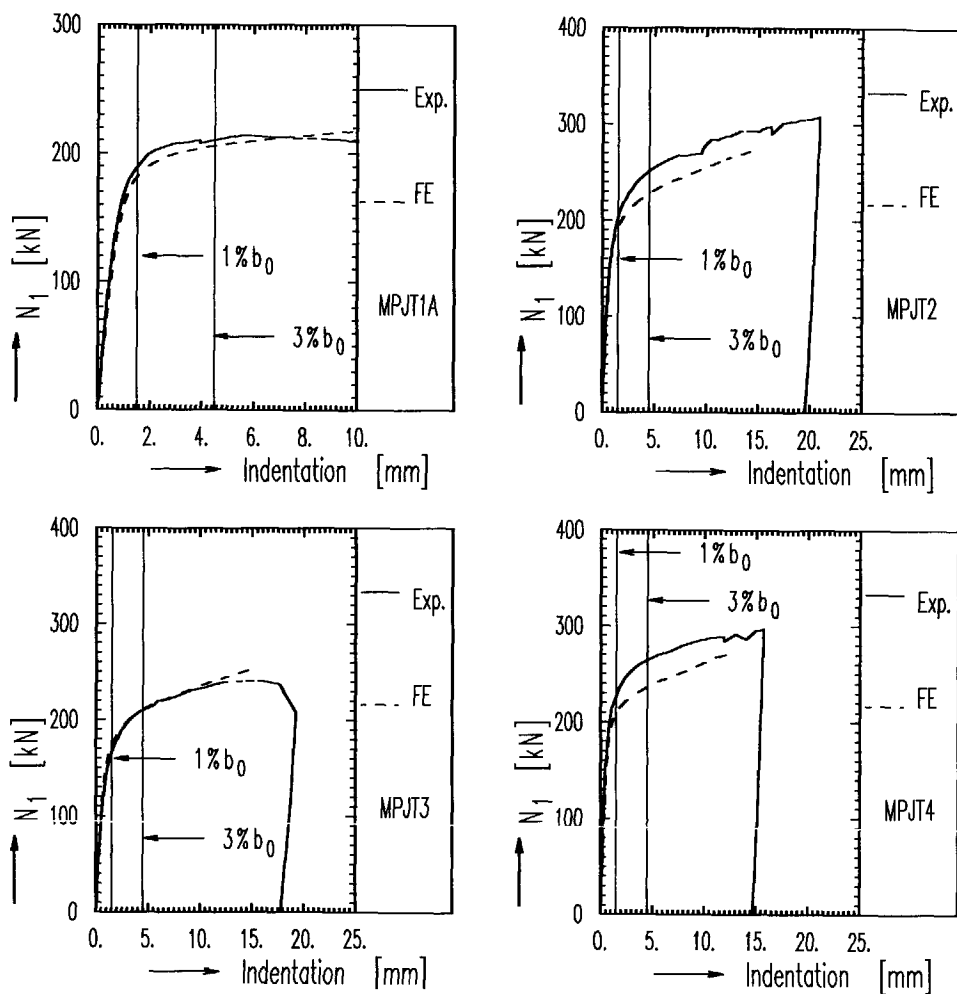 300
200
100
0
N1 [kN]
0. 2. 4. 6. 8. 10.
Indentation [mm]
1%b0
3%b0
Exp.
FE
MPJT1A
400
300
200
100
0
N1 [kN]
0. 5. 10. 15. 20. 25.
Indentation [mm]
1%b0
3%b0
Exp.
FE
MPJT2
400
300
200
100
0
N1 [kN]
0. 5. 10. 15. 20. 25.
Indentation [mm]
1%b0
3%b0
Exp.
FE
MPJT3
400
300
200
100
0
N1 [kN]
0. 5. 10. 15. 20. 25.
Indentation [mm]
1%b0
3%b0
Exp.
FE
MPJT4